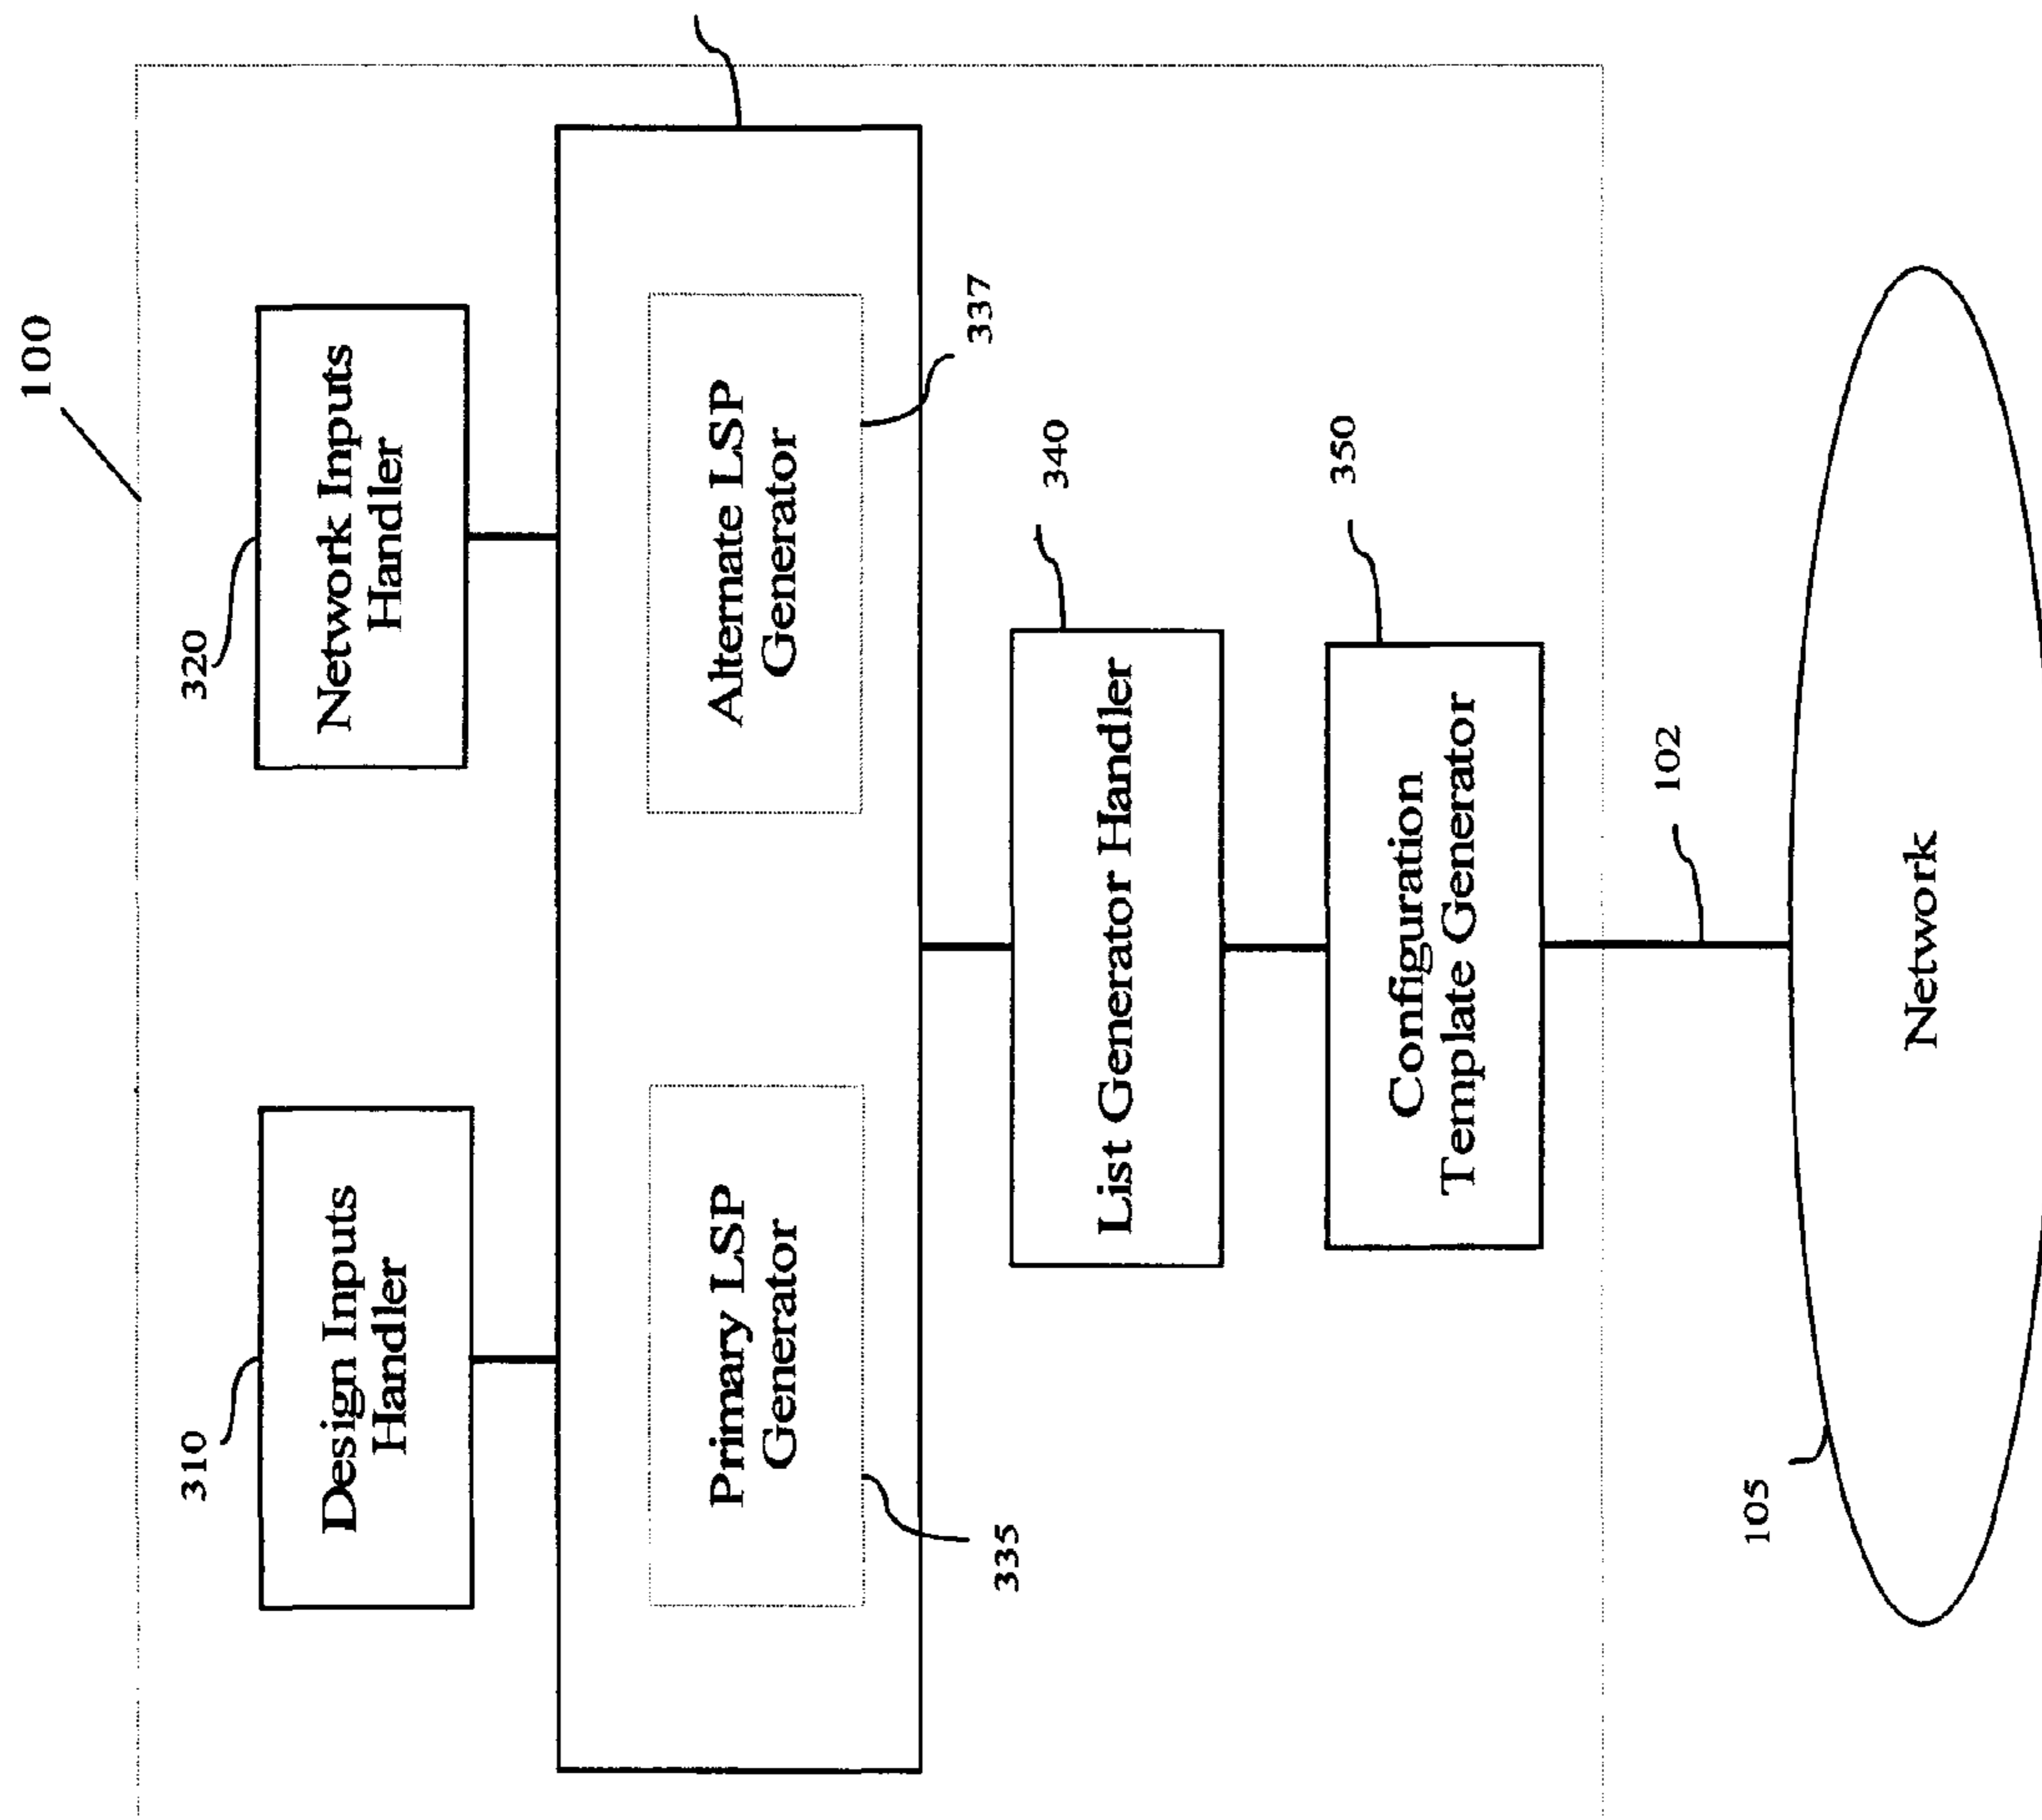 100
320
Network Inputs
Handler
310
Design Inputs
Handler
Alternate LSP
Generator
337
Primary LSP
Generator
335
340
List Generator Handler
350
Configuration
Template Generator
102
105
Network